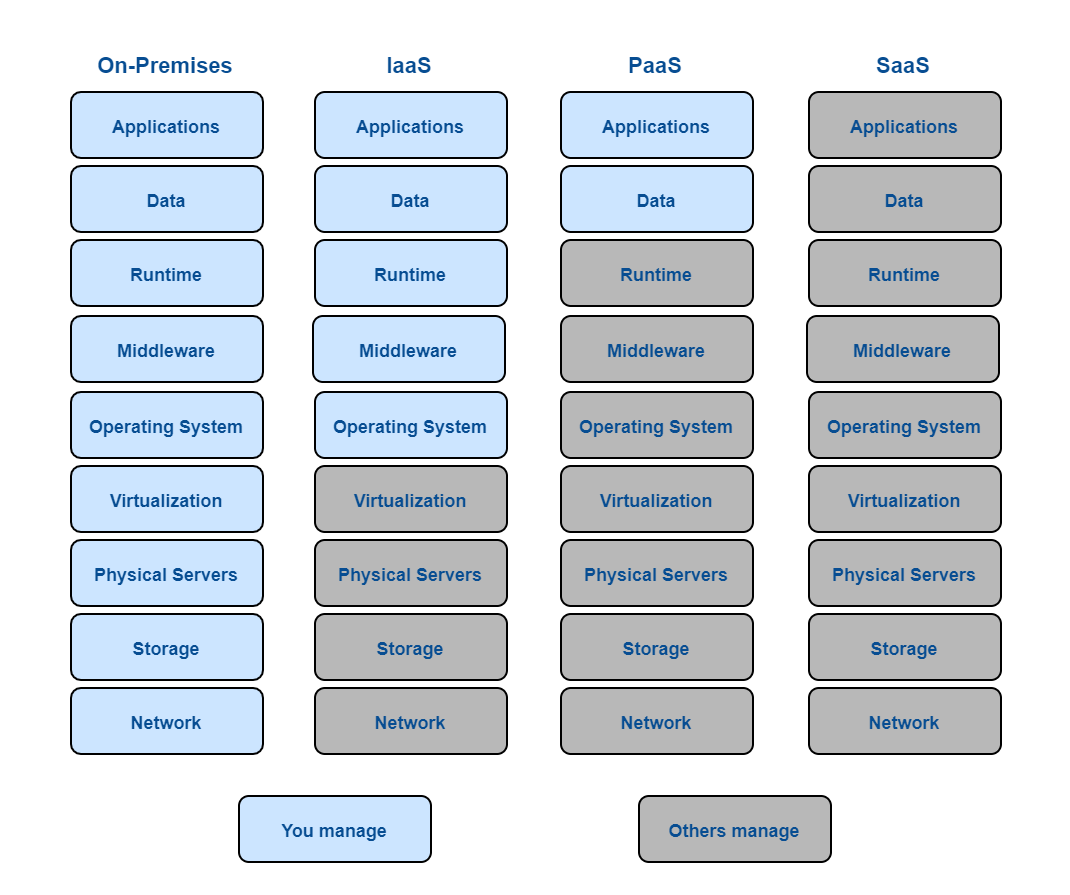 On-Premises IaaS PaaS SaaS
Applications Applications Applications Applications
Data Data Data Data
Runtime Runtime Runtime Runtime
Middleware Middleware Middleware Middleware
Operating System Operating System Operating System Operating System
Virtualization Virtualization Virtualization Virtualization
Physical Servers Physical Servers Physical Servers Physical Servers
Storage Storage Storage Storage
Network Network Network Network
You manage Others manage